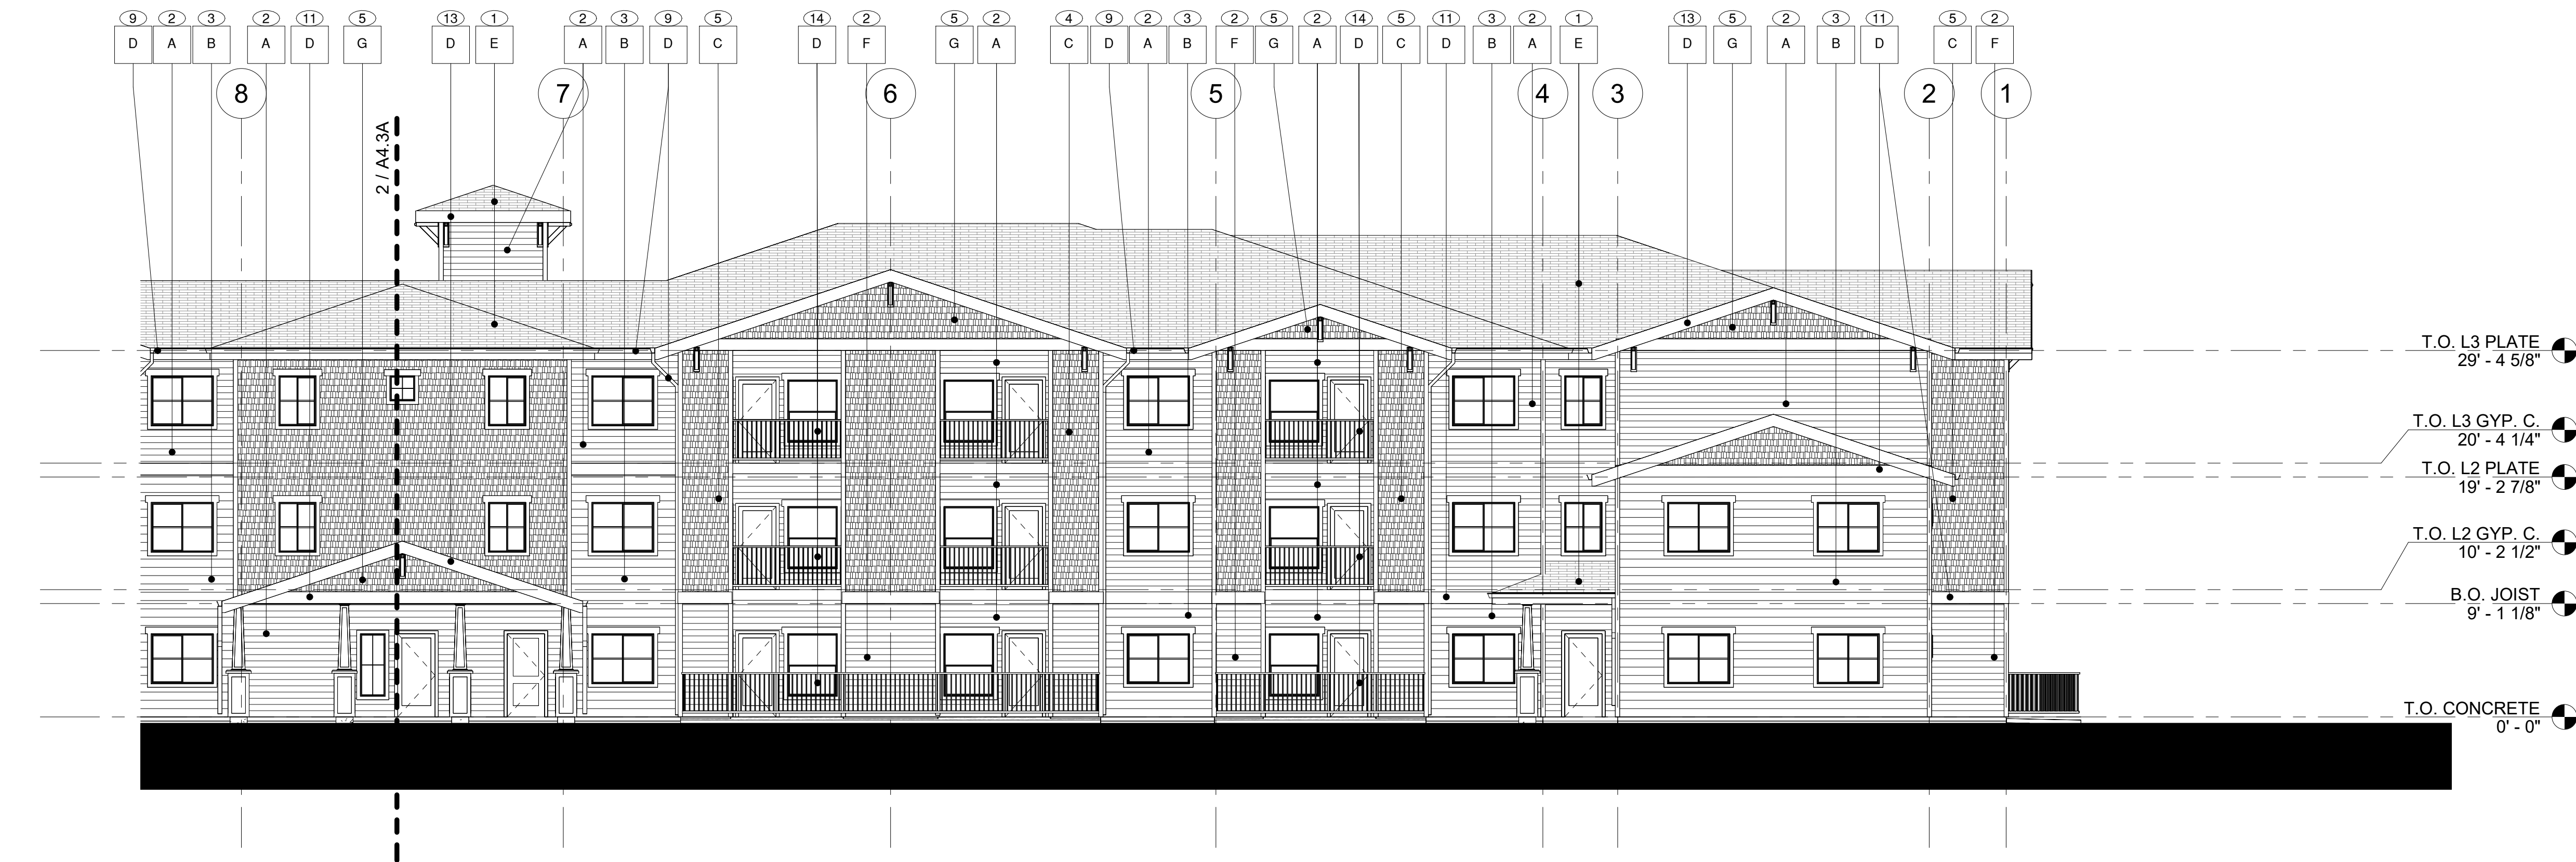 9 2 3 2 11 5 13 1 2 3 9 5 14 2 5 2 4 9 2 3 2 5 2 14 5 11 3 2 1 13 5 2 3 11 5 2
D A B A D G D E A B D C D F G A C D A B F G A D C D B A E D G A B D C F
8 7 6 5 4 3 2 1
2 / A4.3A
T.O. L3 PLATE
29' - 4 5/8"
T.O. L3 GYP. C.
20' - 4 1/4"
T.O. L2 PLATE
19' - 2 7/8"
T.O. L2 GYP. C.
10' - 2 1/2"
B.O. JOIST
9' - 1 1/8"
T.O. CONCRETE
0' - 0"